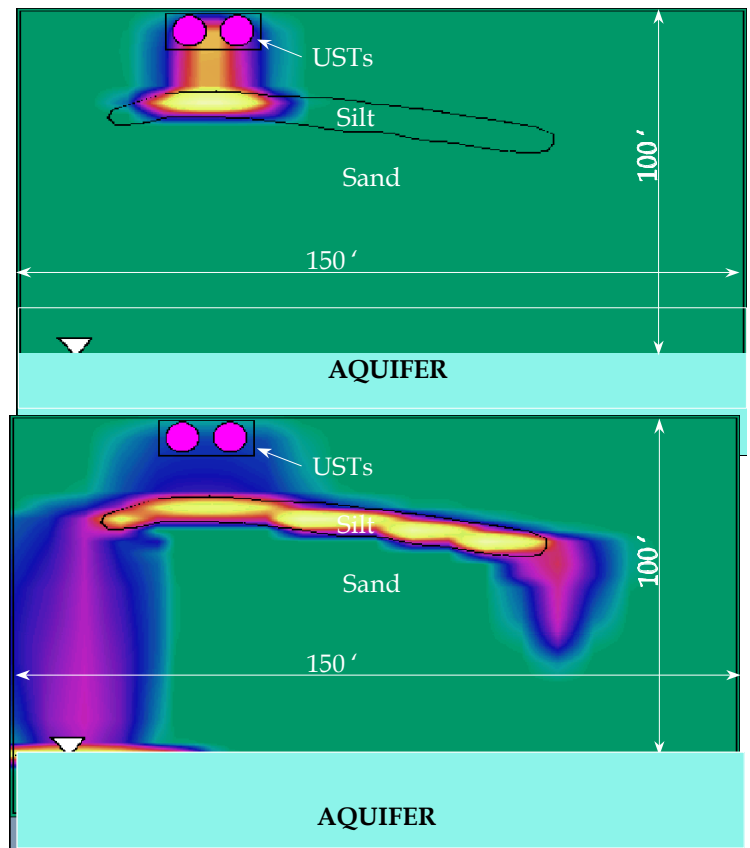 USTs
Silt
Sand
100 ‘
150 ‘
AQUIFER
USTs
Silt
Sand
100 ‘
150 ‘
AQUIFER